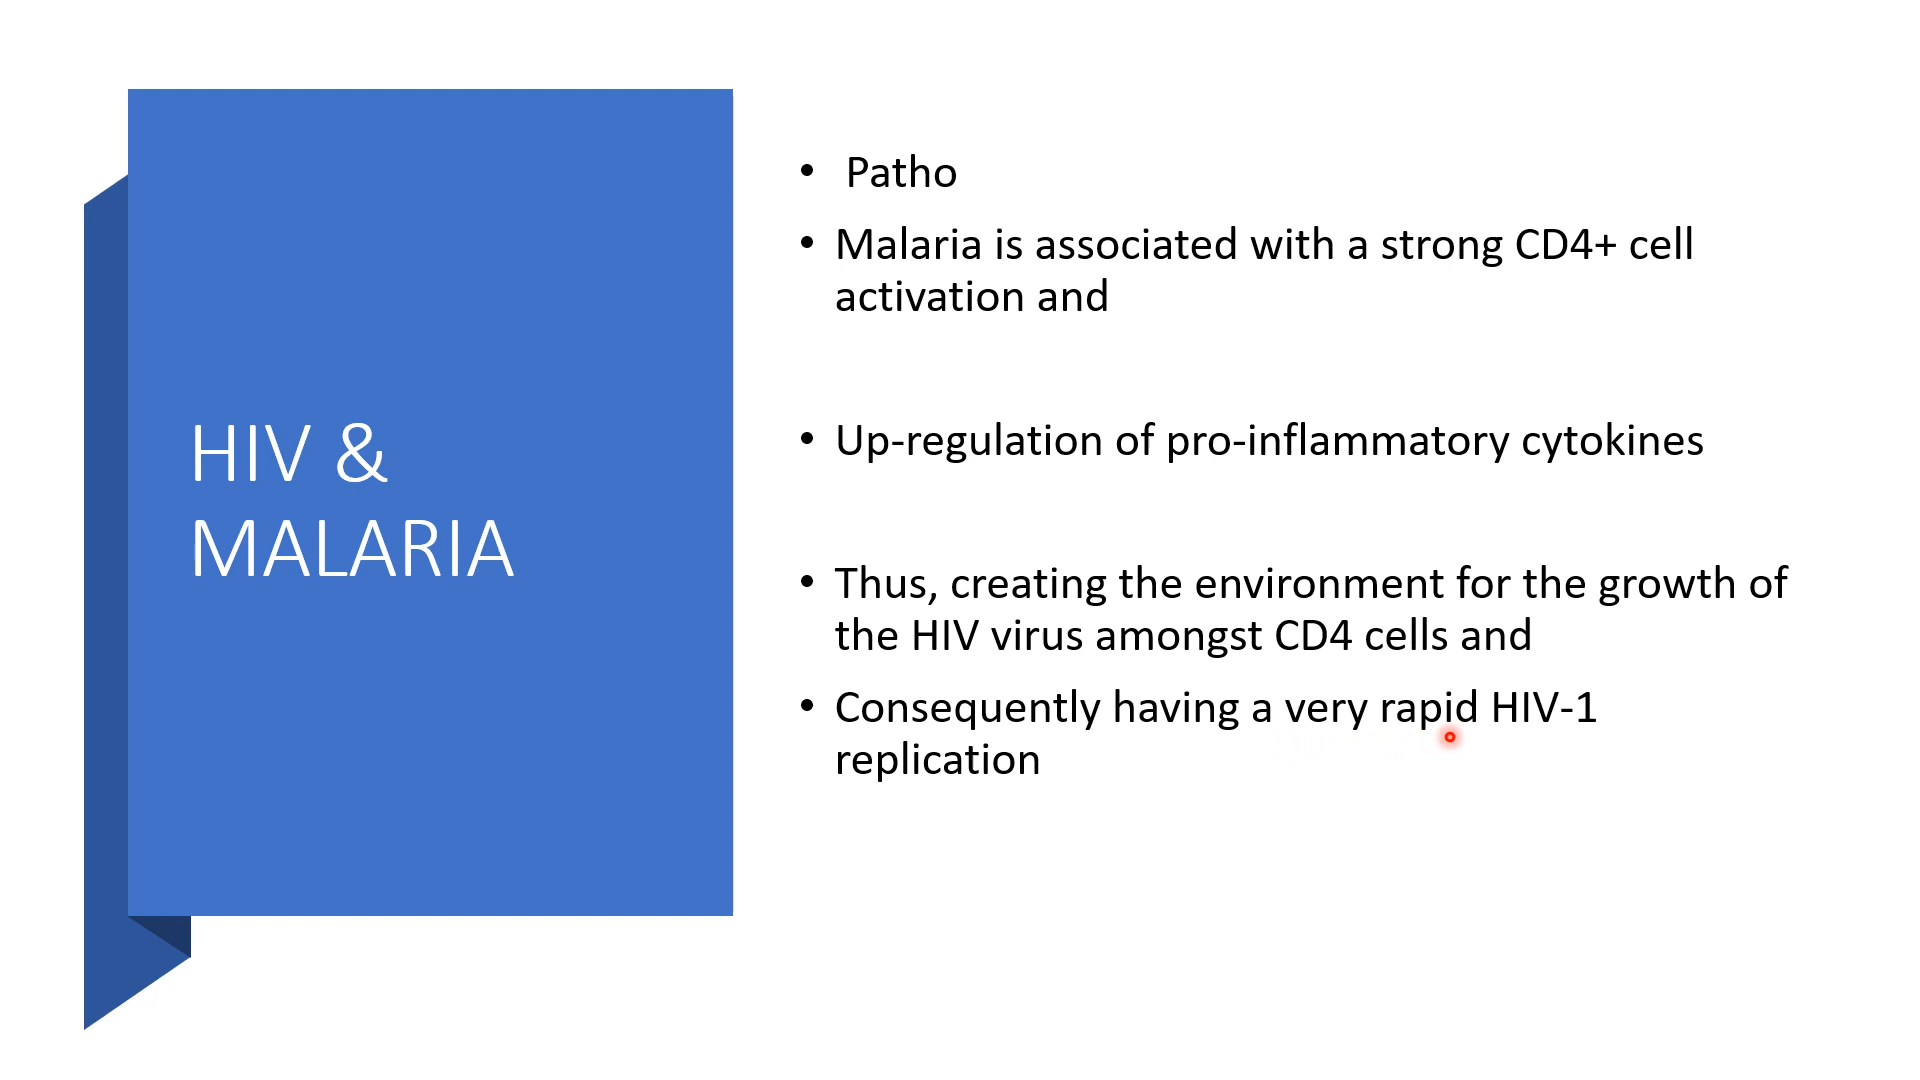 HIV &
MALARIA
• Patho
• Malaria is associated with a strong CD4+ cell
activation and
• Up-regulation of pro-inflammatory cytokines
• Thus, creating the environment for the growth of
the HIV virus amongst CD4 cells and
• Consequently having a very rapid HIV-1
replication